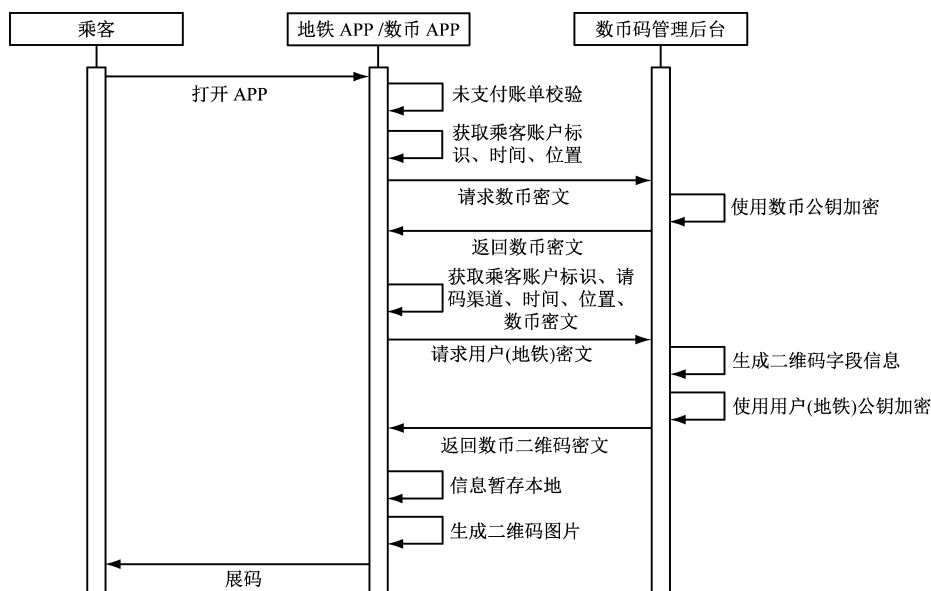 乘客
地铁 APP /数币 APP
数币码管理后台
打开 APP
未支付账单校验
获取乘客账户标
识、时间、位置
请求数币密文
使用数币公钥加密
返回数币密文
获取乘客账户标识、请
码渠道、时间、位置、
数币密文
请求用户(地铁)密文
生成二维码字段信息
使用用户(地铁)公钥加密
返回数币二维码密文
信息暂存本地
生成二维码图片
展码